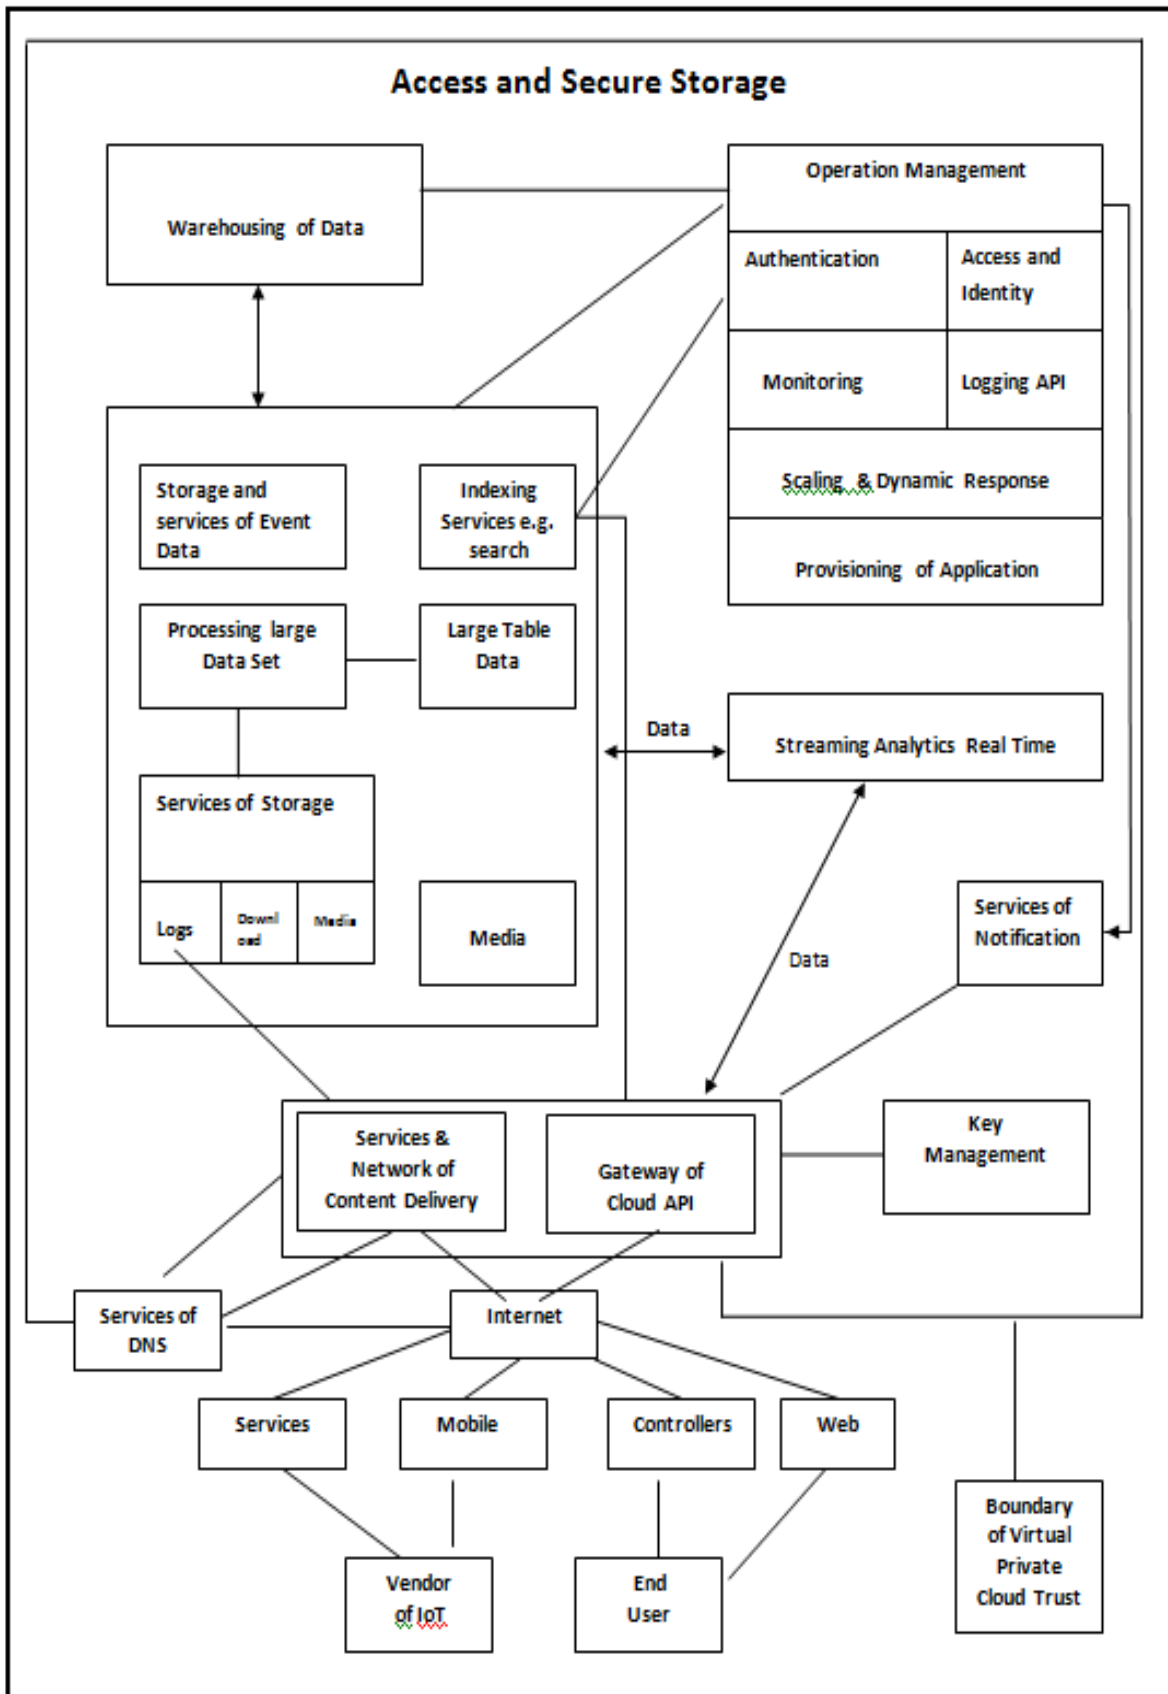 Access and Secure Storage
Warehousing of Data
Operation Management
Authentication
Access and
Identity
Monitoring
Logging API
Scaling & Dynamic Response
Provisioning of Application
Storage and
services of Event
Data
Indexing
Services e.g.
search
Processing large
Data Set
Large Table
Data
Data
Streaming Analytics Real Time
Services of Storage
Logs
Downl
oad
Media
Media
Services of
Notification
Data
Services &
Network of
Content Delivery
Gateway of
Cloud API
Key
Management
Services of
DNS
Internet
Services
Mobile
Controllers
Web
Boundary
of Virtual
Private
Cloud Trust
Vendor
of IoT
End
User